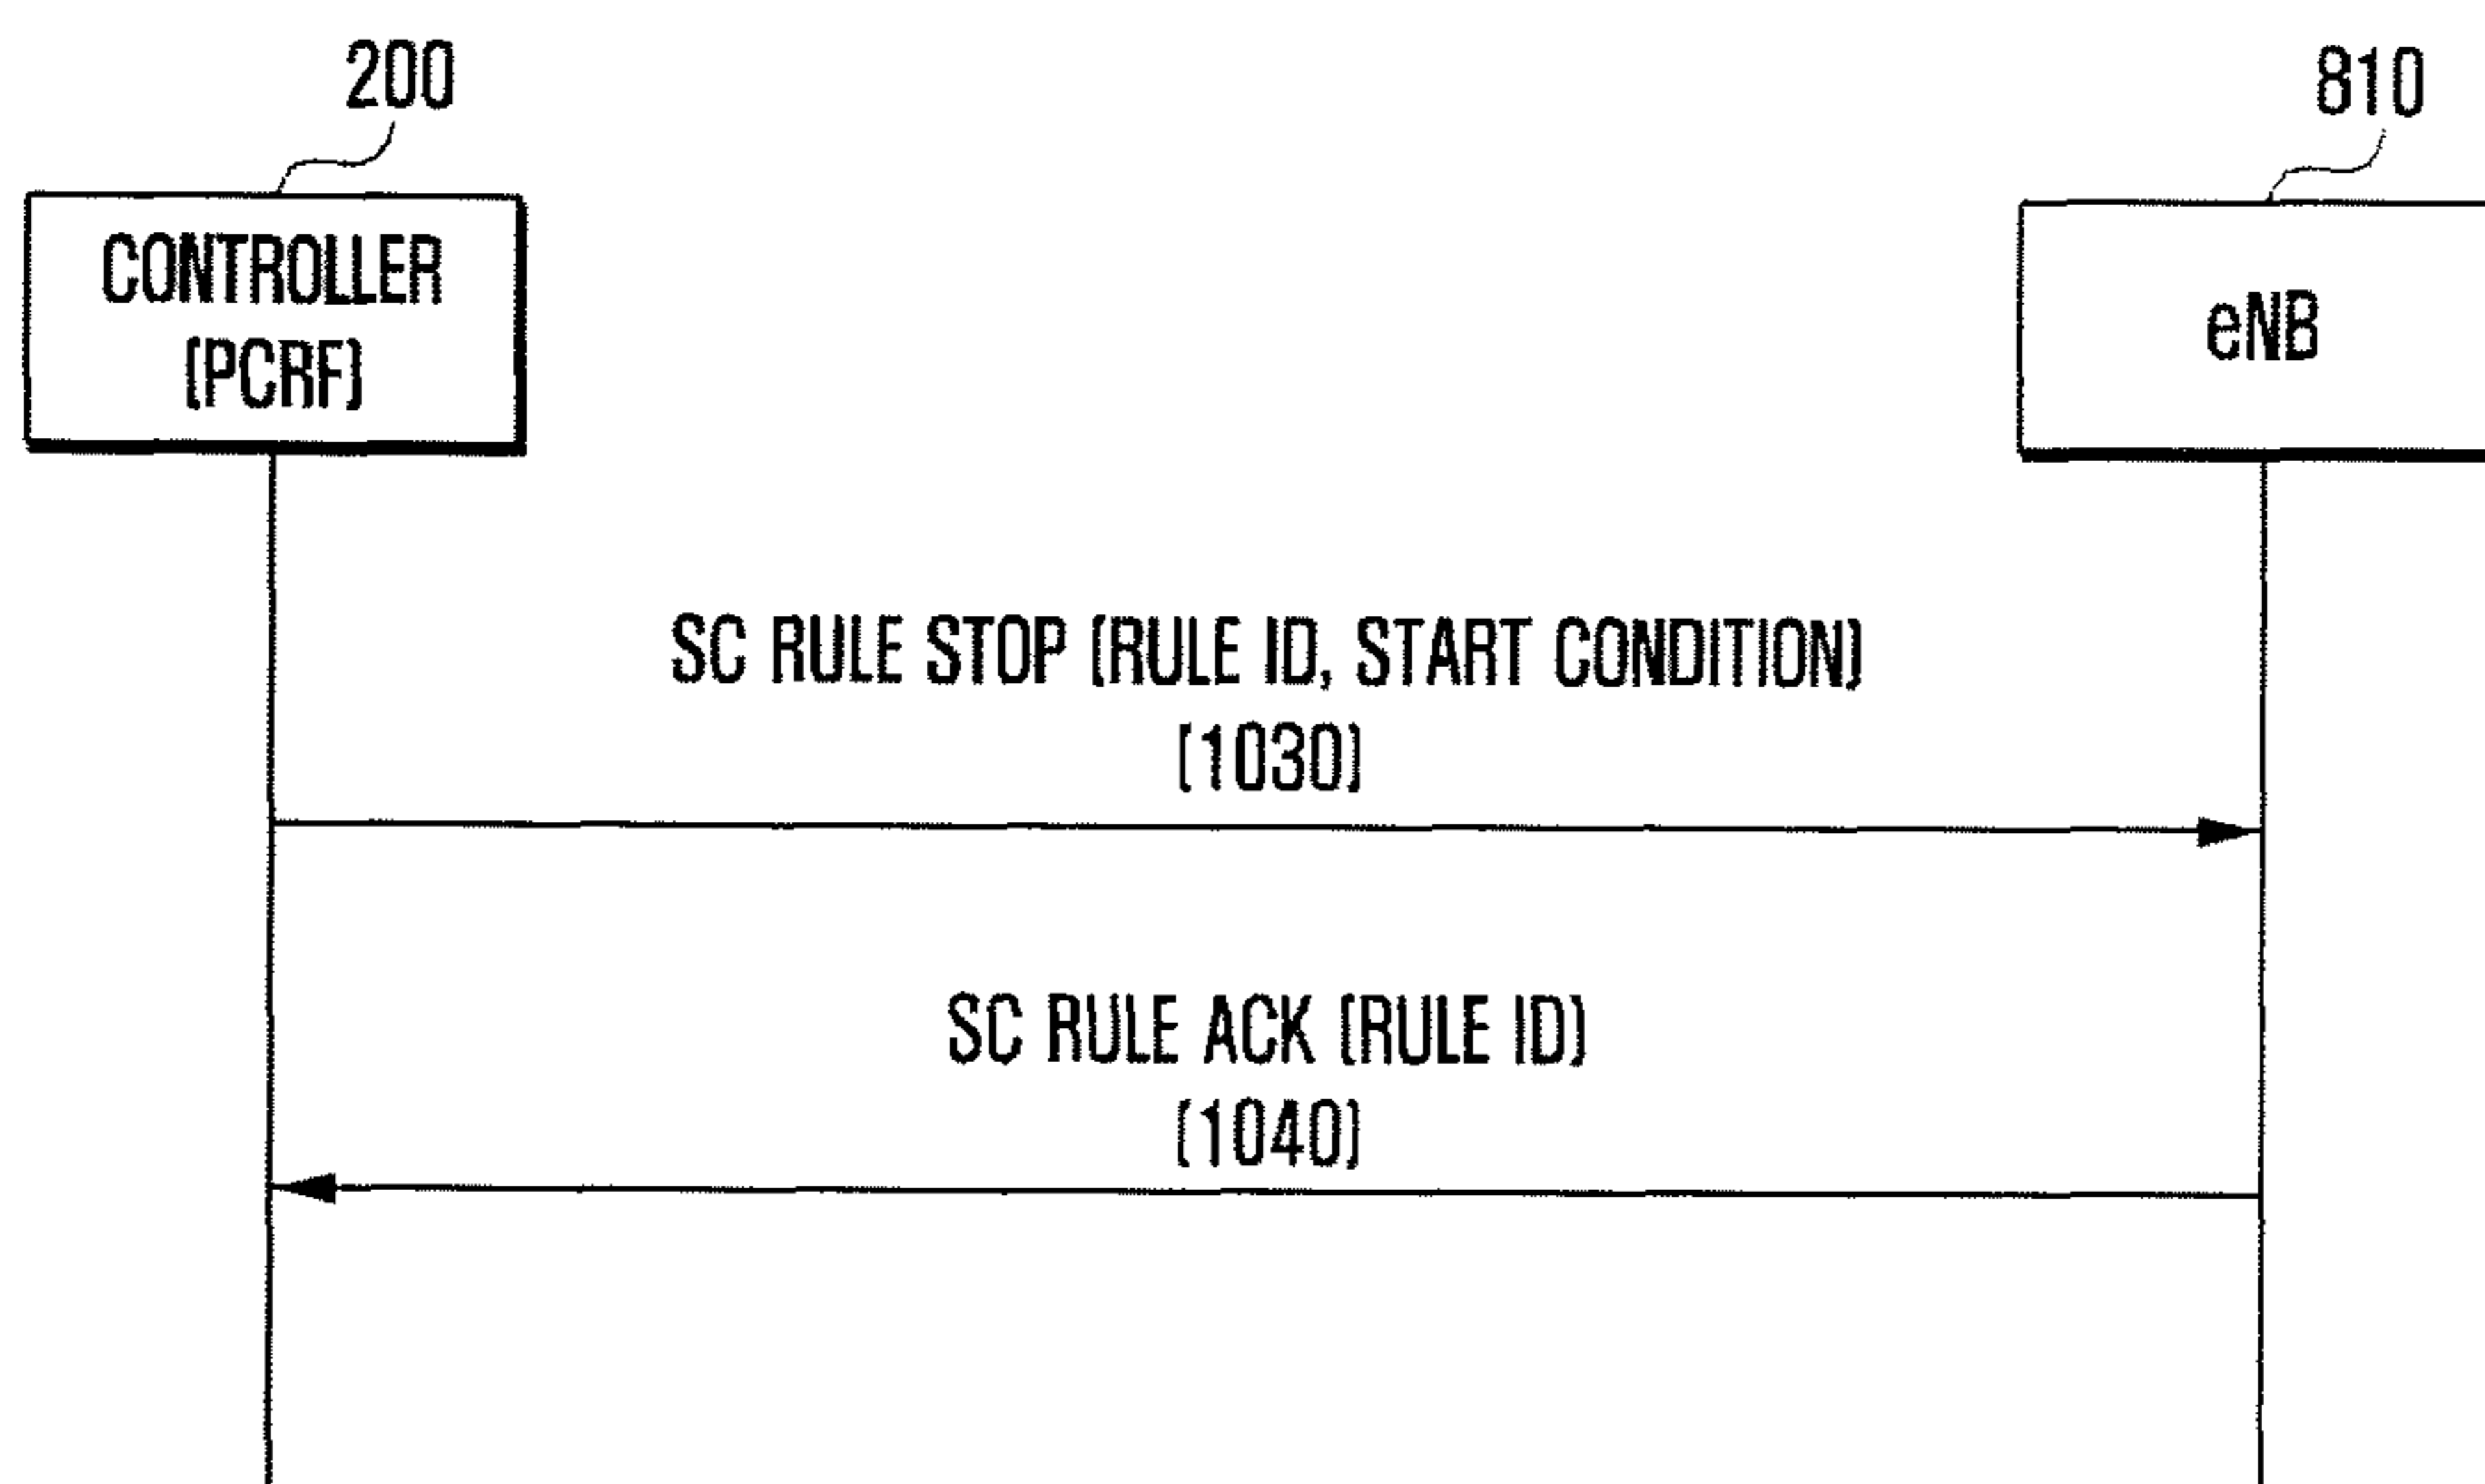 200
810
CONTROLLER
(PCRF)
eNB
SC RULE STOP (RULE ID, START CONDITION)
(1030)
SC RULE ACK (RULE ID)
(1040)